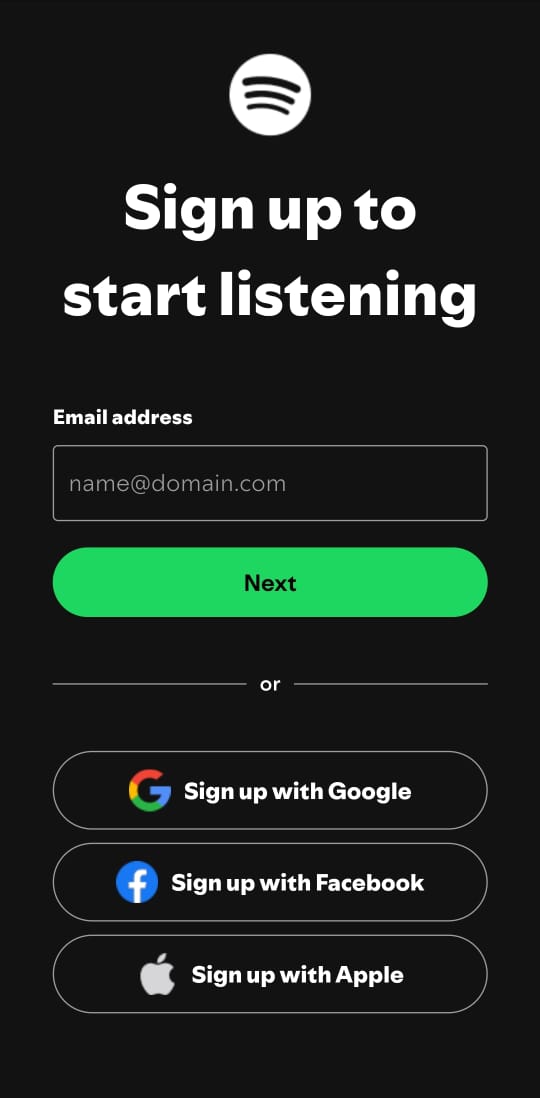 Sign up to
start listening
Email address
name@domain.com
Next
or
Sign up with Google
Sign up with Facebook
Sign up with Apple